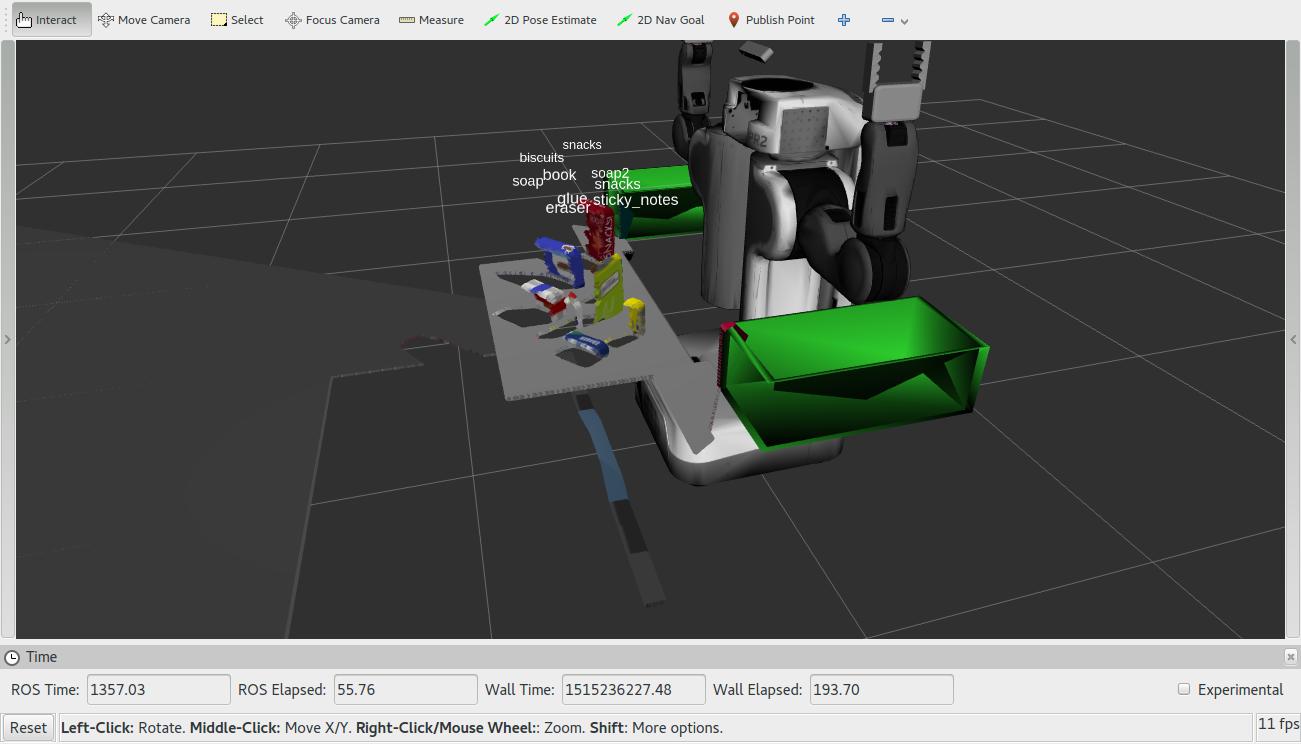 Interact Move Camera Select Focus Camera Measure 2D Pose Estimate 2D Nav Goal Publish Point
PR2
snacks
biscuits
soap book soap2
snacks
glue sticky_notes
eraser
SNACKS
Time
ROS Time: 1357.03 ROS Elapsed: 55.76 Wall Time: 1515236227.48 Wall Elapsed: 193.70 Experimental
Reset Left-Click: Rotate. Middle-Click: Move X/Y. Right-Click/Mouse Wheel:: Zoom. Shift: More options. 11 fps